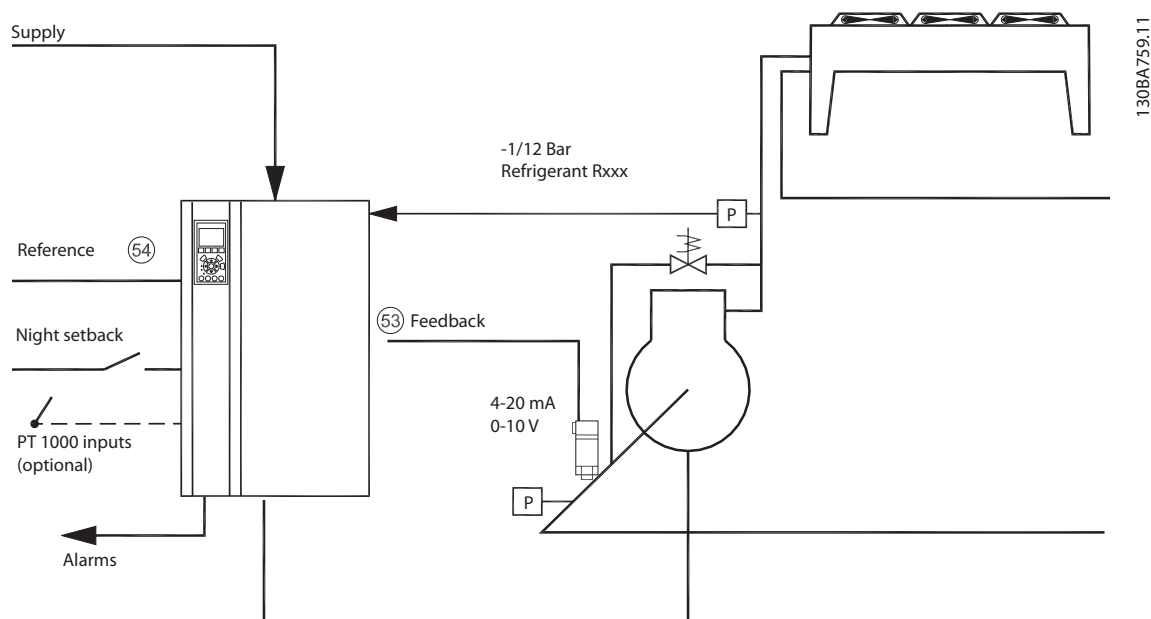 Supply
130BA759.11
-1/12 Bar
Refrigerant Rxxx
P
Reference 54
53 Feedback
Night setback
4-20 mA
0-10 V
PT 1000 inputs
(optional)
P
Alarms